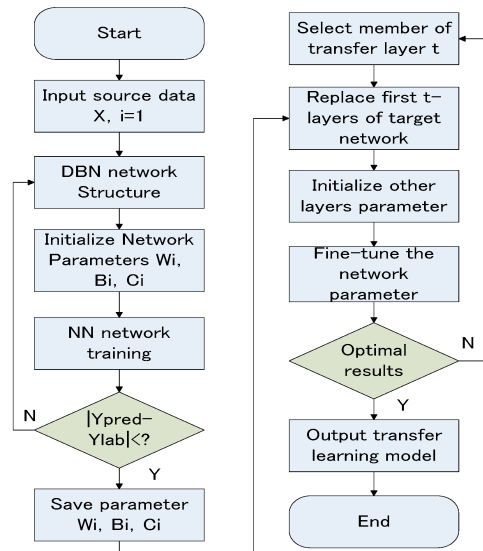 Start
Input source data
X, i=1
DBN network
Structure
Initialize Network
Parameters Wi,
Bi, Ci
NN network
training
N
|Ypred-
Ylab|<?
Y
Save parameter
Wi, Bi, Ci
Select member of
transfer layer t
Replace first t-
layers of target
network
Initialize other
layers parameter
Fine-tune the
network
parameter
Optimal
results
N
Y
Output transfer
learning model
End